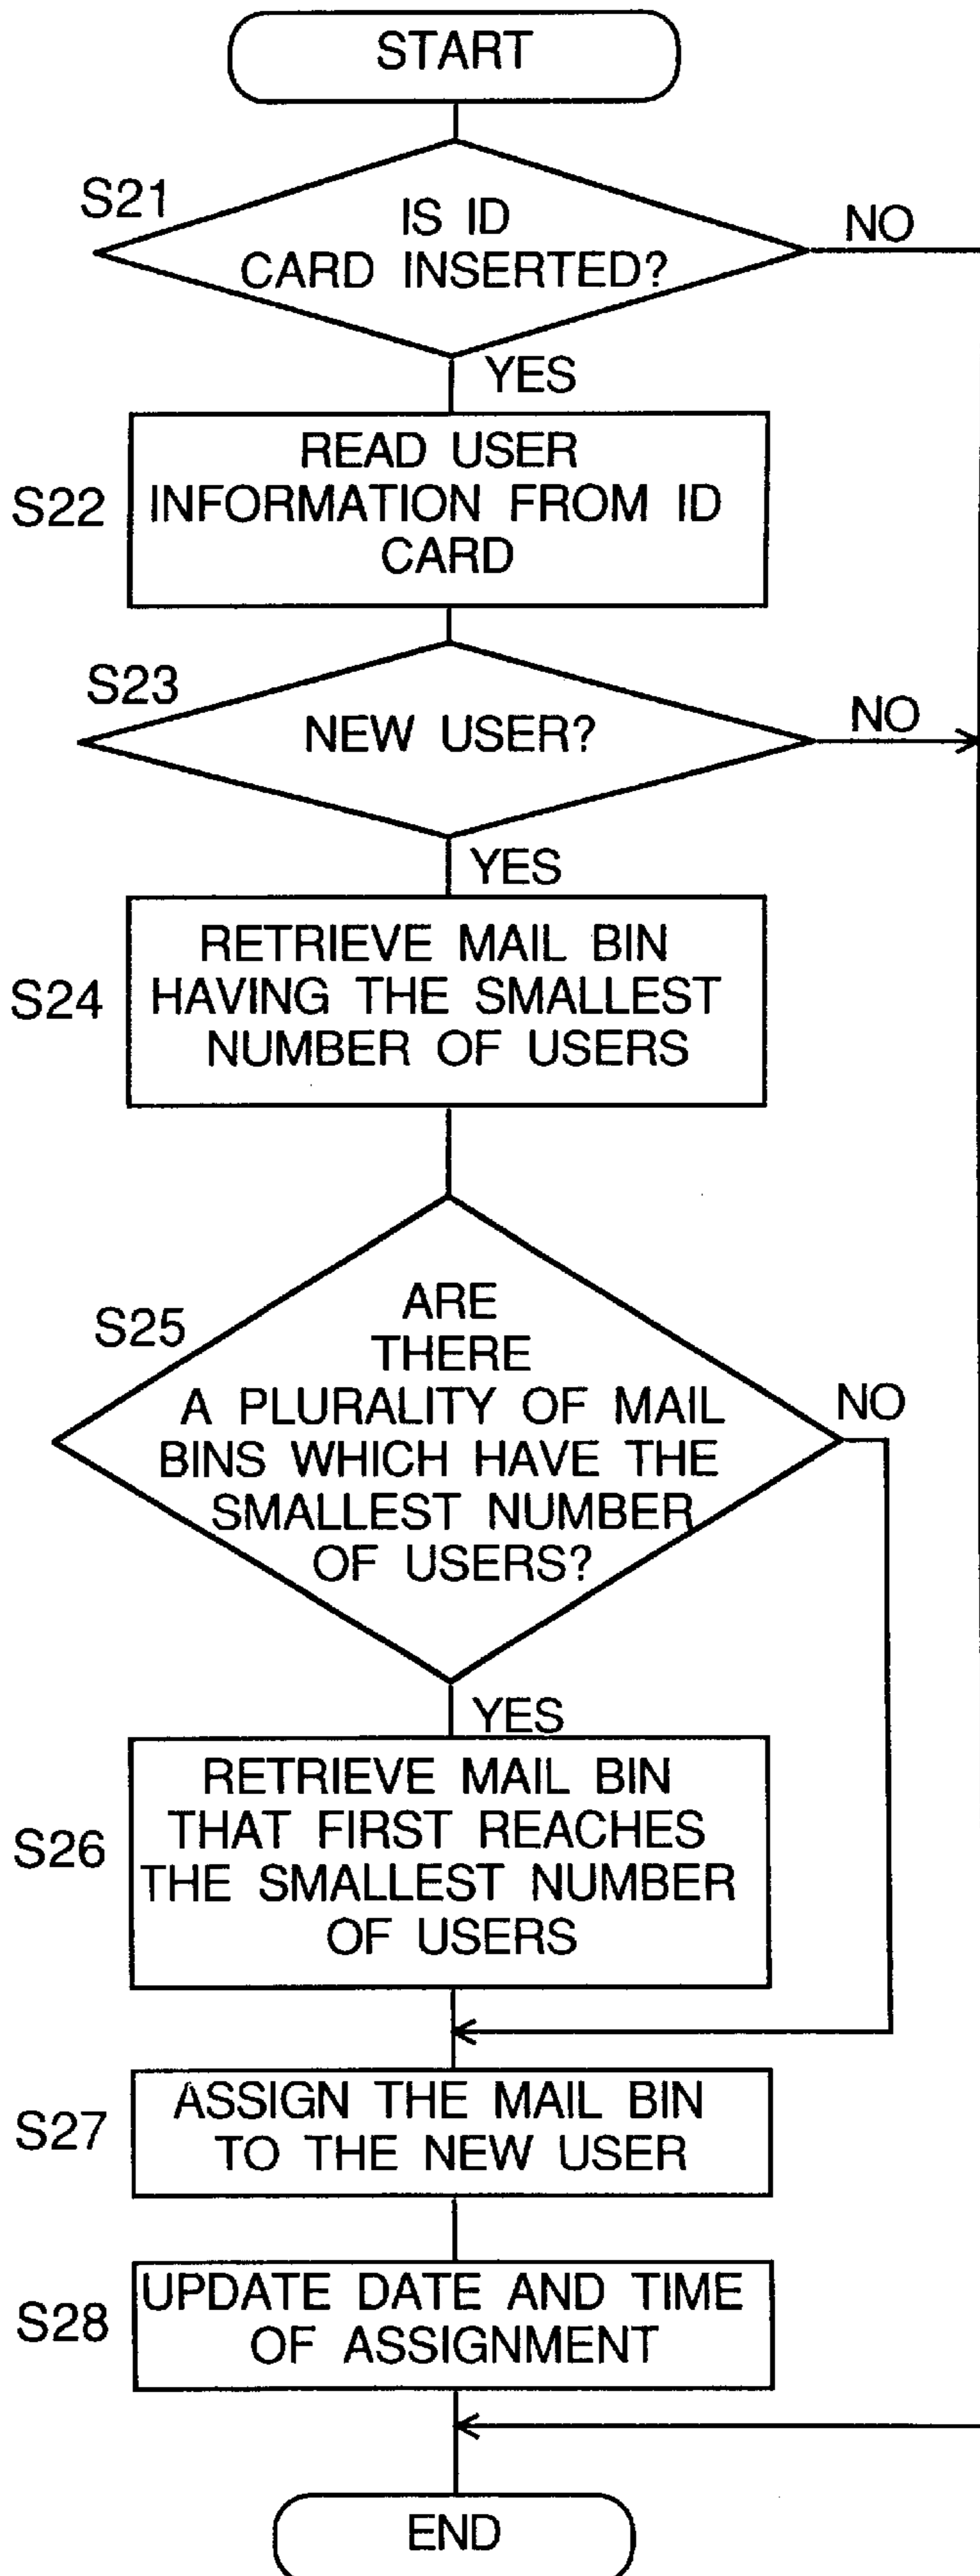 START
S21
IS ID
CARD INSERTED?
NO
YES
S22
READ USER
INFORMATION FROM ID
CARD
S23
NEW USER?
NO
YES
S24
RETRIEVE MAIL BIN
HAVING THE SMALLEST
NUMBER OF USERS
S25
ARE
THERE
A PLURALITY OF MAIL
BINS WHICH HAVE THE
SMALLEST NUMBER
OF USERS?
NO
YES
S26
RETRIEVE MAIL BIN
THAT FIRST REACHES
THE SMALLEST NUMBER
OF USERS
S27
ASSIGN THE MAIL BIN
TO THE NEW USER
S28
UPDATE DATE AND TIME
OF ASSIGNMENT
END